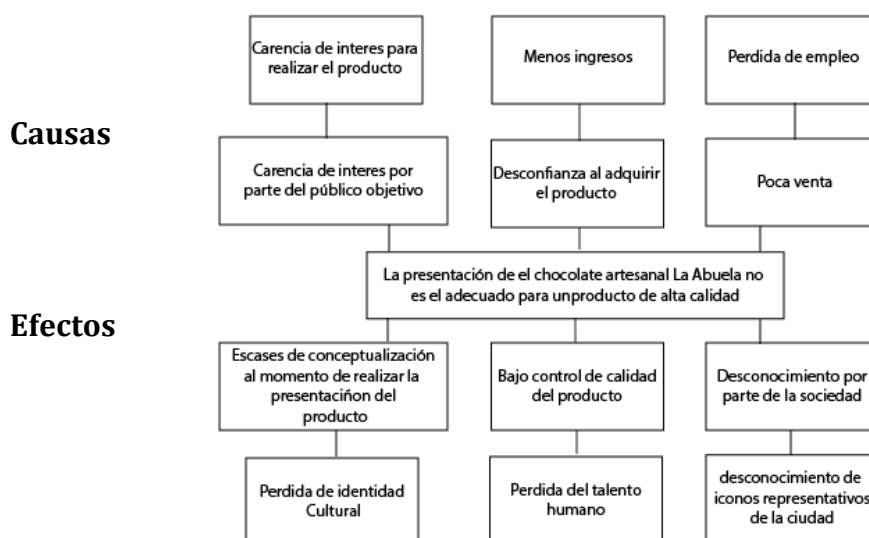 Carencia de interes para
realizar el producto
Menos ingresos
Perdida de empleo
Causas
Carencia de interes por
parte del público objetivo
Desconfianza al adquirir
el producto
Poca venta
La presentación de el chocolate artesanal La Abuela no
es el adecuado para unproducto de alta calidad
Efectos
Escases de conceptualización
al momento de realizar la
presentaciñon del
producto
Bajo control de calidad
del producto
Desconocimiento por
parte de la sociedad
Perdida de identidad
Cultural
Perdida del talento
humano
desconocimiento de
iconos representativos
de la ciudad